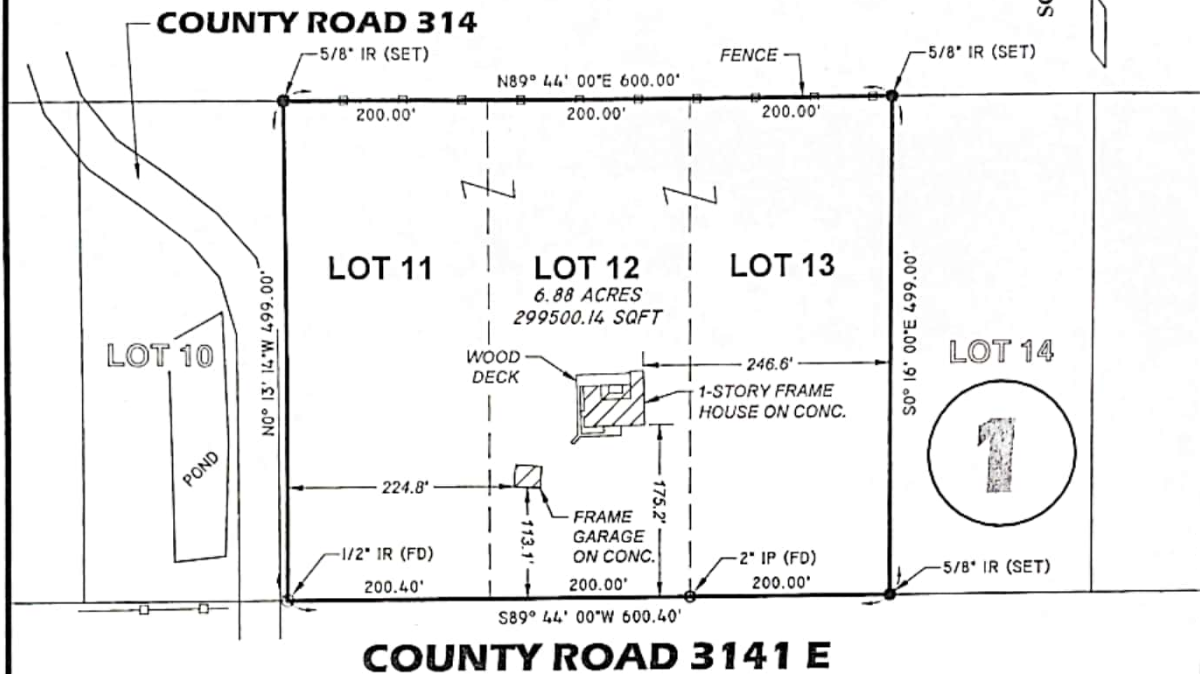 COUNTY ROAD 314
5/8" IR (SET)
N89° 44' 00"E 600.00'
FENCE
5/8" IR (SET)
200.00'
200.00'
200.00'
LOT 11
LOT 12
6.88 ACRES
299500.14 SQFT
LOT 13
LOT 10
POND
N0° 13' 14"W 499.00'
WOOD
DECK
246.6'
1-STORY FRAME
HOUSE ON CONC.
S0° 16' 00"E 499.00'
LOT 14
1
224.8'
113.1'
175.2'
FRAME
GARAGE
ON CONC.
1/2" IR (FD)
2" IP (FD)
5/8" IR (SET)
200.40'
200.00'
200.00'
S89° 44' 00"W 600.40'
COUNTY ROAD 3141 E